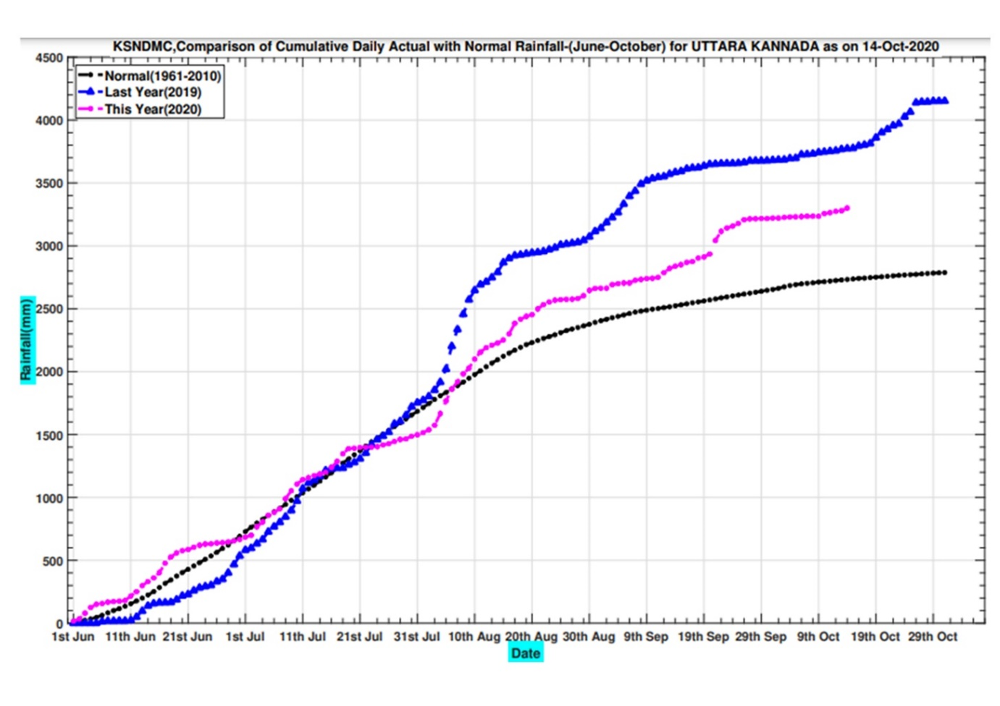 KSNDMC,Comparison of Cumulative Daily Actual with Normal Rainfall-(June-October) for UTTARA KANNADA as on 14-Oct-2020
Normal(1961-2010)
Last Year(2019)
This Year(2020)
4500
4000
3500
3000
2500
2000
1500
1000
500
0
Rainfall(mm)
1st Jun 11th Jun 21st Jun 1st Jul 11th Jul 21st Jul 31st Jul 10th Aug 20th Aug 30th Aug 9th Sep 19th Sep 29th Sep 9th Oct 19th Oct 29th Oct
Date